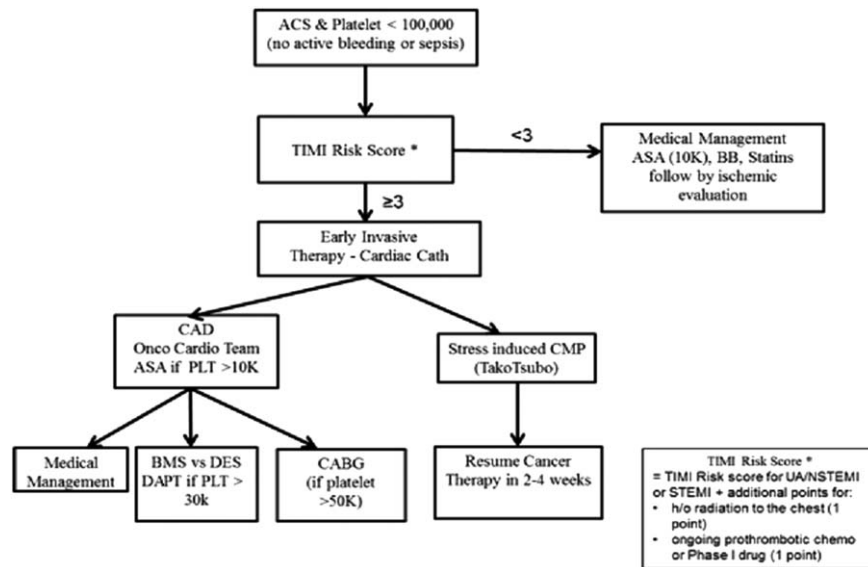 ACS & Platelet < 100,000
(no active bleeding or sepsis)
TIMI Risk Score *
<3
Medical Management
ASA (10K), BB, Statins
follow by ischemic
evaluation
≥3
Early Invasive
Therapy - Cardiac Cath
CAD
Onco Cardio Team
ASA if PLT >10K
Stress induced CMP
(TakoTsubo)
Medical
Management
BMS vs DES
DAPT if PLT >
30k
CABG
(if platelet
>50K)
Resume Cancer
Therapy in 2-4 weeks
TIMI Risk Score *
= TIMI Risk score for UA/NSTEMI
or STEMI + additional points for:
• h/o radiation to the chest (1
point)
• ongoing prothrombotic chemo
or Phase I drug (1 point)